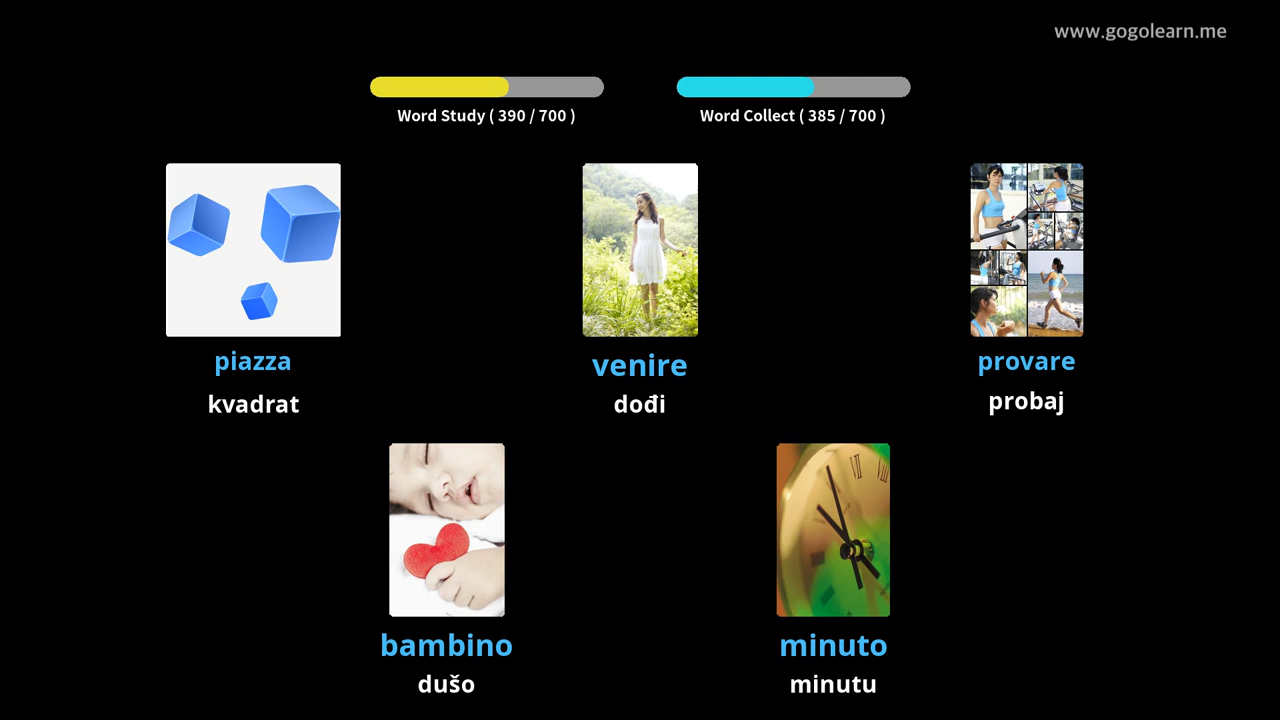 www.gogolearn.me
Word Study ( 390 / 700 )
Word Collect ( 385 / 700 )
piazza
kvadrat
venire
dođi
provare
probaj
bambino
dušo
minuto
minutu